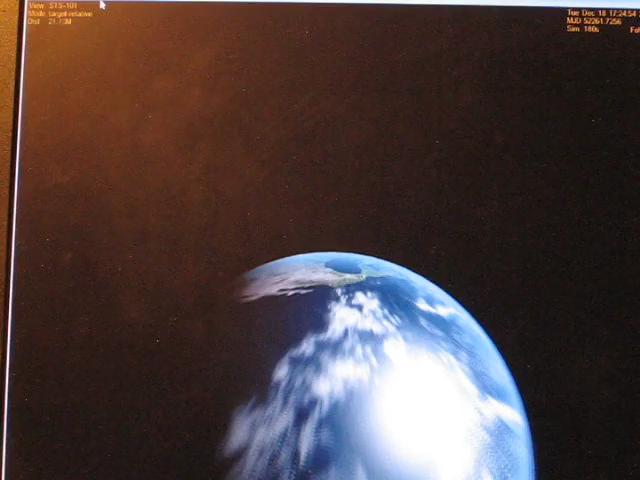 View STS-101
Mode target-relative
Dist 21.13M
Tue Dec 18 17:24:54
MJD 52261.7256
Sim 180s